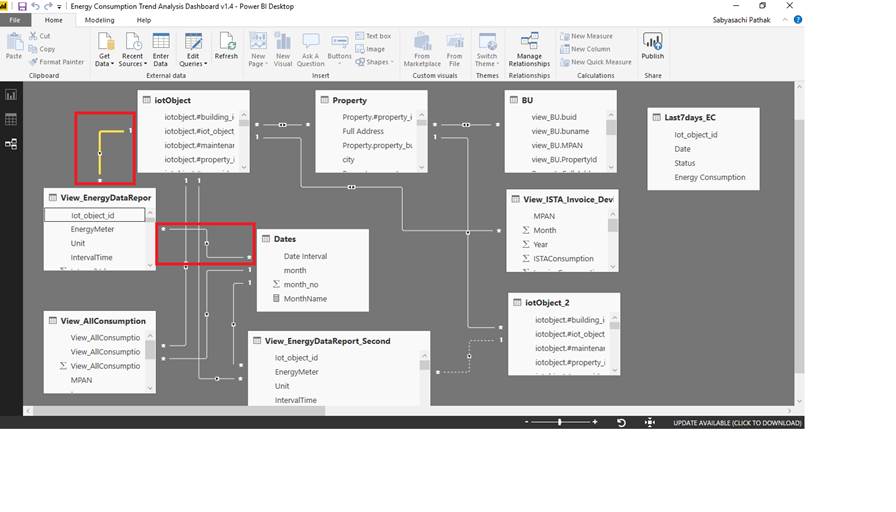 Energy Consumption Trend Analysis Dashboard v1.4 - Power BI Desktop
Sabyasachi Pathak
File Home Modeling Help
Paste
Cut
Copy
Format Painter
Clipboard
Get Data
Recent Sources
Enter Data
Edit Queries
Refresh
External data
New Page
New Visual
Ask A Question
Buttons
Text box
Image
Shapes
Insert
From Marketplace
From File
Custom visuals
Switch Theme
Themes
Manage Relationships
Relationships
New Measure
New Column
New Quick Measure
Calculations
Publish
Share
iotObject
iotobject.#building_i
iotobject.#iot_object
iotobject.#maintenar
iotobject.#property_i
Property
Property.#property_i
Full Address
Property.property_bu
city
BU
view_BU.buid
view_BU.buname
view_BU.MPAN
view_BU.PropertyId
Last7days_EC
Iot_object_id
Date
Status
Energy Consumption
View_EnergyDataRepor
Iot_object_id
EnergyMeter
Unit
IntervalTime
Dates
Date Interval
month
Σ month_no
MonthName
View_ISTA_Invoice_Devi
MPAN
Σ Month
Σ Year
Σ ISTAConsumption
View_AllConsumption
View_AllConsumptio
View_AllConsumptio
Σ View_AllConsumptio
MPAN
View_EnergyDataReport_Second
Iot_object_id
EnergyMeter
Unit
IntervalTime
iotObject_2
iotobject.#building_i
iotobject.#iot_object
iotobject.#maintenar
iotobject.#property_i
1
*
*
1
*
*
*
1
*
1
1
*
*
*
1
1
*
*
*
*
*
1
*
- +
UPDATE AVAILABLE (CLICK TO DOWNLOAD)